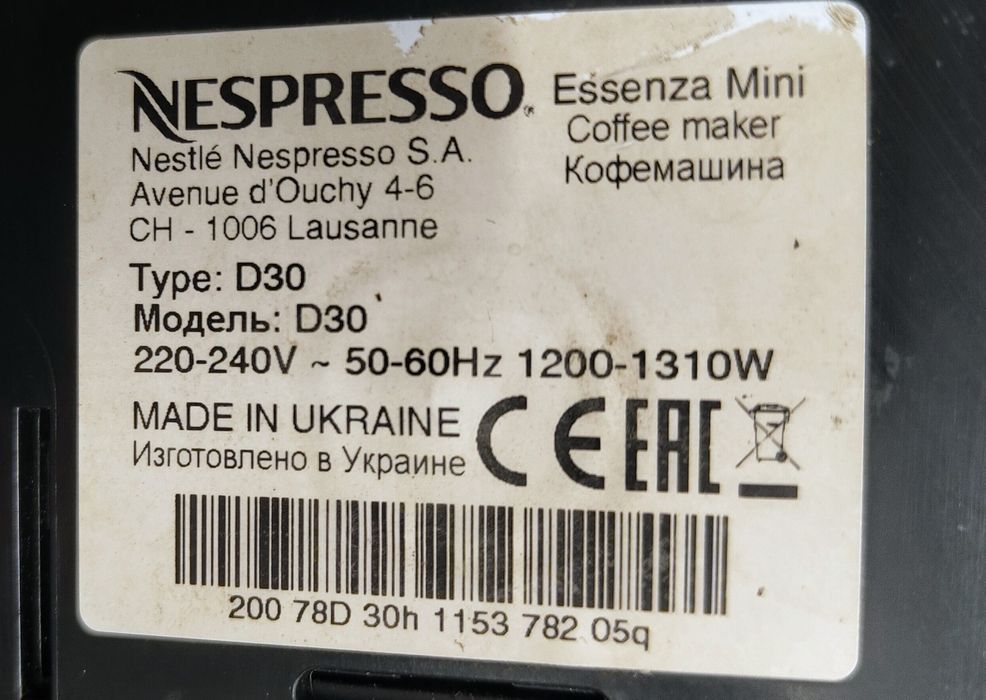 NESPRESSO®
Essenza Mini
Coffee maker
Кофемашина
Nestlé Nespresso S.A.
Avenue d'Ouchy 4-6
CH - 1006 Lausanne
Type: D30
Модель: D30
220-240V ~ 50-60Hz 1200-1310W
MADE IN UKRAINE
Изготовлено в Украине
CE EAC
200 78D 30h 1153 782 05q